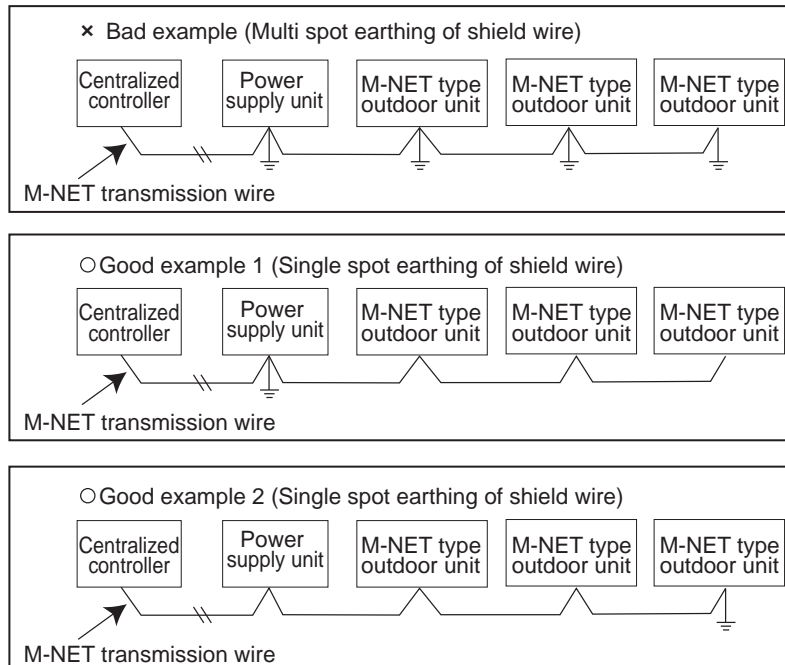 × Bad example (Multi spot earthing of shield wire)
Centralized
controller
Power
supply unit
M-NET type
outdoor unit
M-NET type
outdoor unit
M-NET type
outdoor unit
M-NET transmission wire
○Good example 1 (Single spot earthing of shield wire)
Centralized
controller
Power
supply unit
M-NET type
outdoor unit
M-NET type
outdoor unit
M-NET type
outdoor unit
M-NET transmission wire
○Good example 2 (Single spot earthing of shield wire)
Centralized
controller
Power
supply unit
M-NET type
outdoor unit
M-NET type
outdoor unit
M-NET type
outdoor unit
M-NET transmission wire